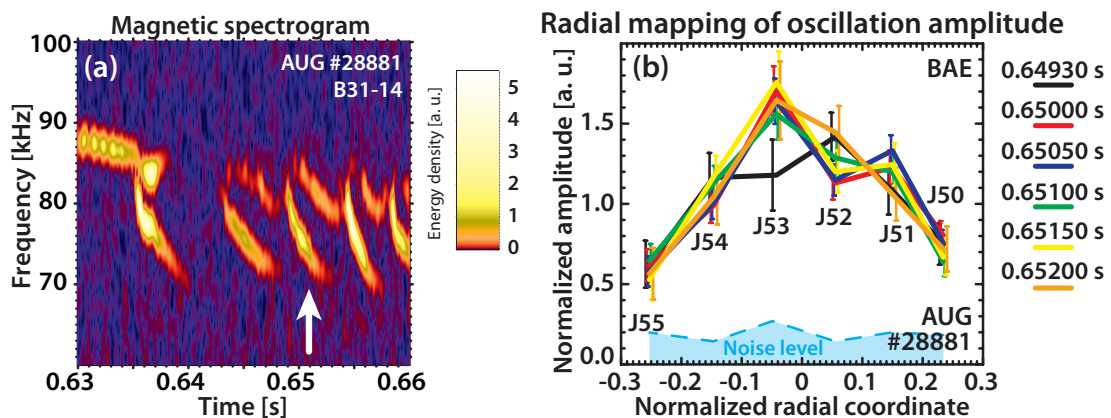 Magnetic spectrogram
(a)
AUG #28881
B31-14
Frequency [kHz]
100
90
80
70
0.63
0.64
0.65
0.66
Time [s]
Energy density [a. u.]
5
4
3
2
1
0
Radial mapping of oscillation amplitude
(b)
BAE
Normalized amplitude [a. u.]
1.5
1.0
0.5
0.0
J55
J54
J53
J52
J51
J50
Noise level
AUG
#28881
-0.3
-0.2
-0.1
0
0.1
0.2
0.3
Normalized radial coordinate
0.64930 s
0.65000 s
0.65050 s
0.65100 s
0.65150 s
0.65200 s